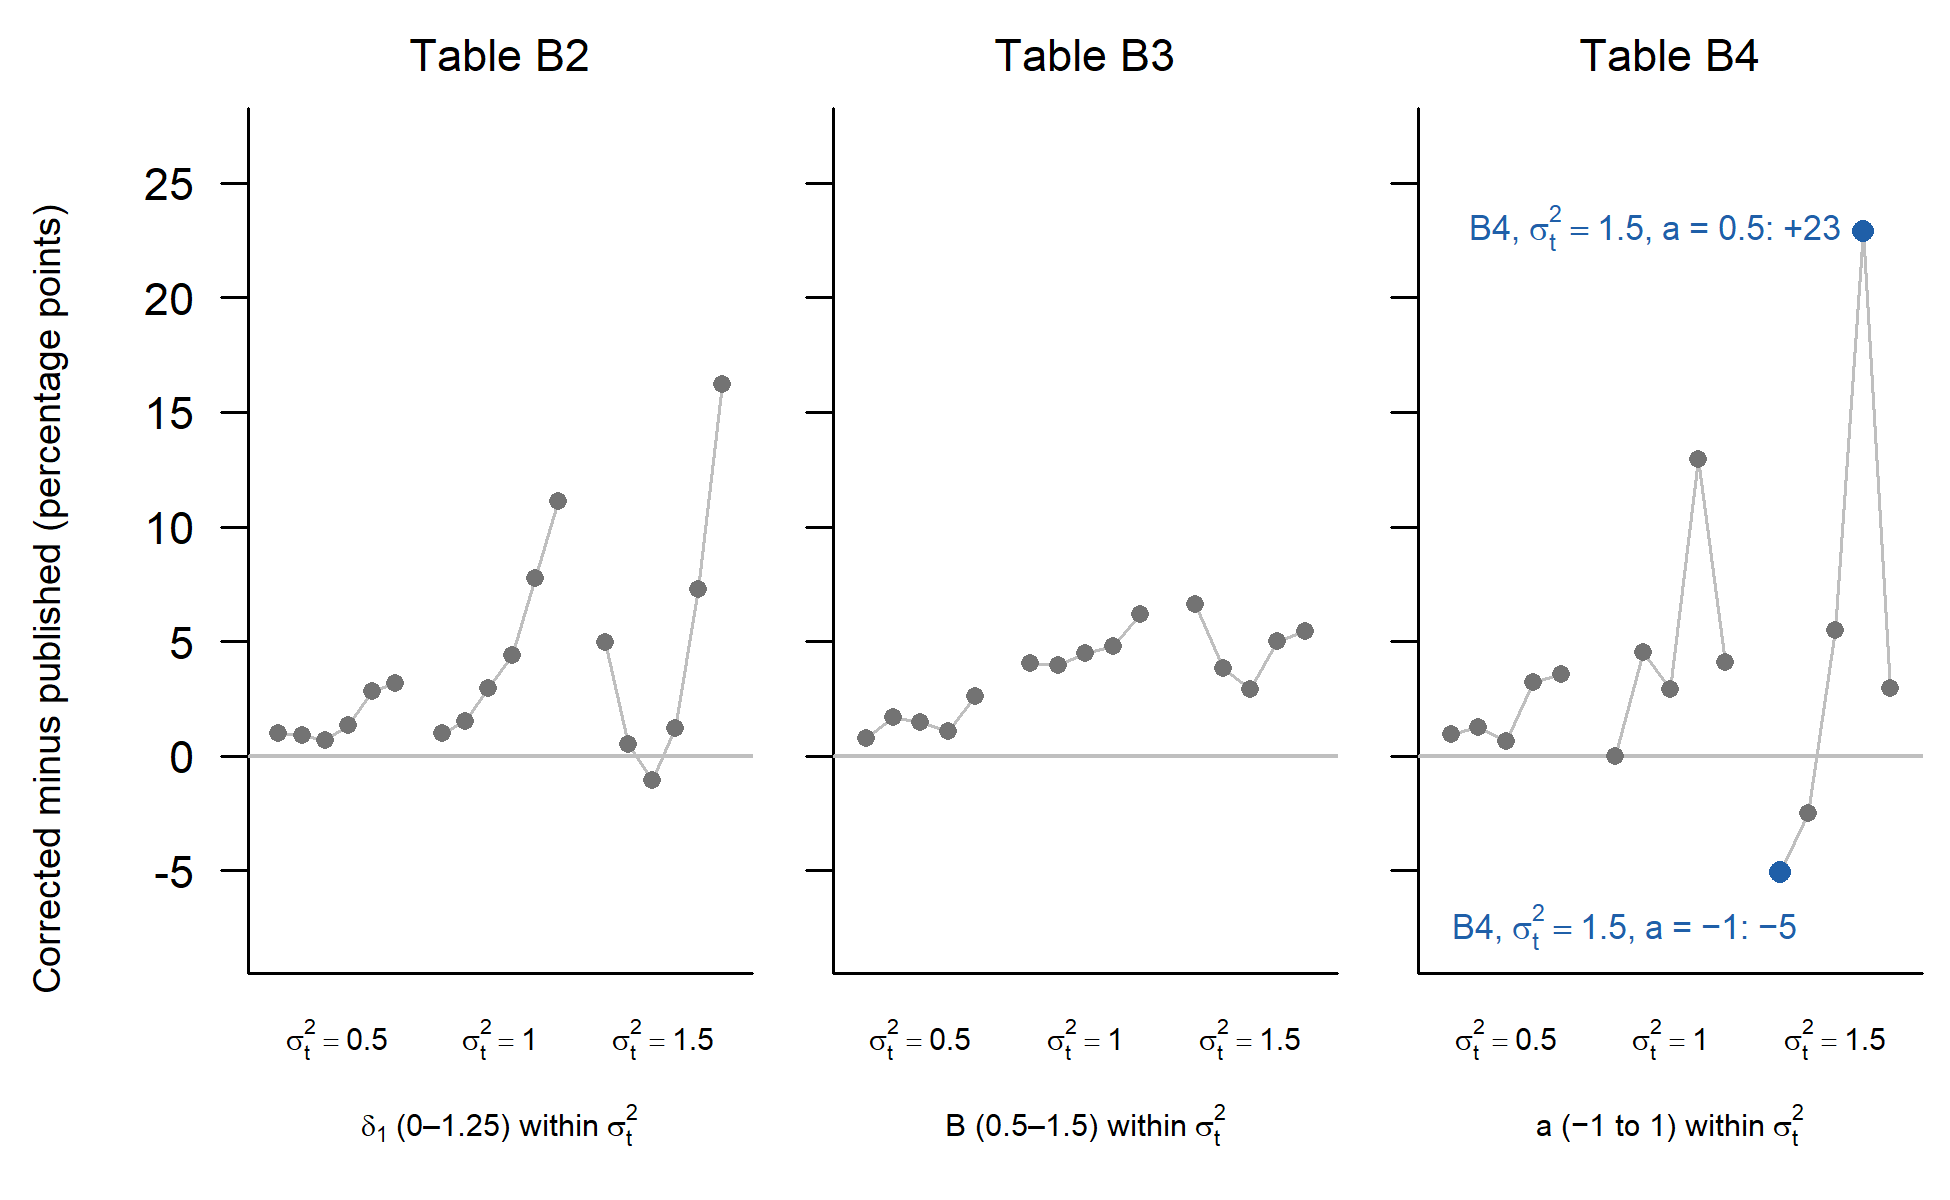 Table B2
Table B3
Table B4
Corrected minus published (percentage points)
25
20
15
10
5
0
-5
B4, σ²ₜ = 1.5, a = 0.5: +23
B4, σ²ₜ = 1.5, a = −1: −5
σ²ₜ = 0.5
σ²ₜ = 1
σ²ₜ = 1.5
σ²ₜ = 0.5
σ²ₜ = 1
σ²ₜ = 1.5
σ²ₜ = 0.5
σ²ₜ = 1
σ²ₜ = 1.5
δ₁ (0–1.25) within σ²ₜ
B (0.5–1.5) within σ²ₜ
a (−1 to 1) within σ²ₜ